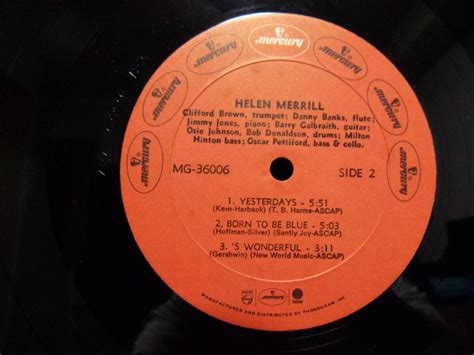 mercury
mercury
mercury
mercury
mercury
mercury
mercury
HELEN MERRILL
Clifford Brown, trumpet; Danny Banks, flute;
Jimmy Jones, piano; Barry Galbraith, guitar;
Osie Johnson, Bob Donaldson, drums; Milton
Hinton bass; Oscar Pettiford, bass & cello.
MG-36006
SIDE 2
1. YESTERDAYS - 5:51
(Kern-Harback) (T. B. Harms-ASCAP)
2. BORN TO BE BLUE - 5:03
(Hoffman-Silver) (Santly Joy-ASCAP)
3. 'S WONDERFUL - 3:11
(Gershwin) (New World Music-ASCAP)
mercury
MANUFACTURED AND DISTRIBUTED BY PHONOGRAM, INC.